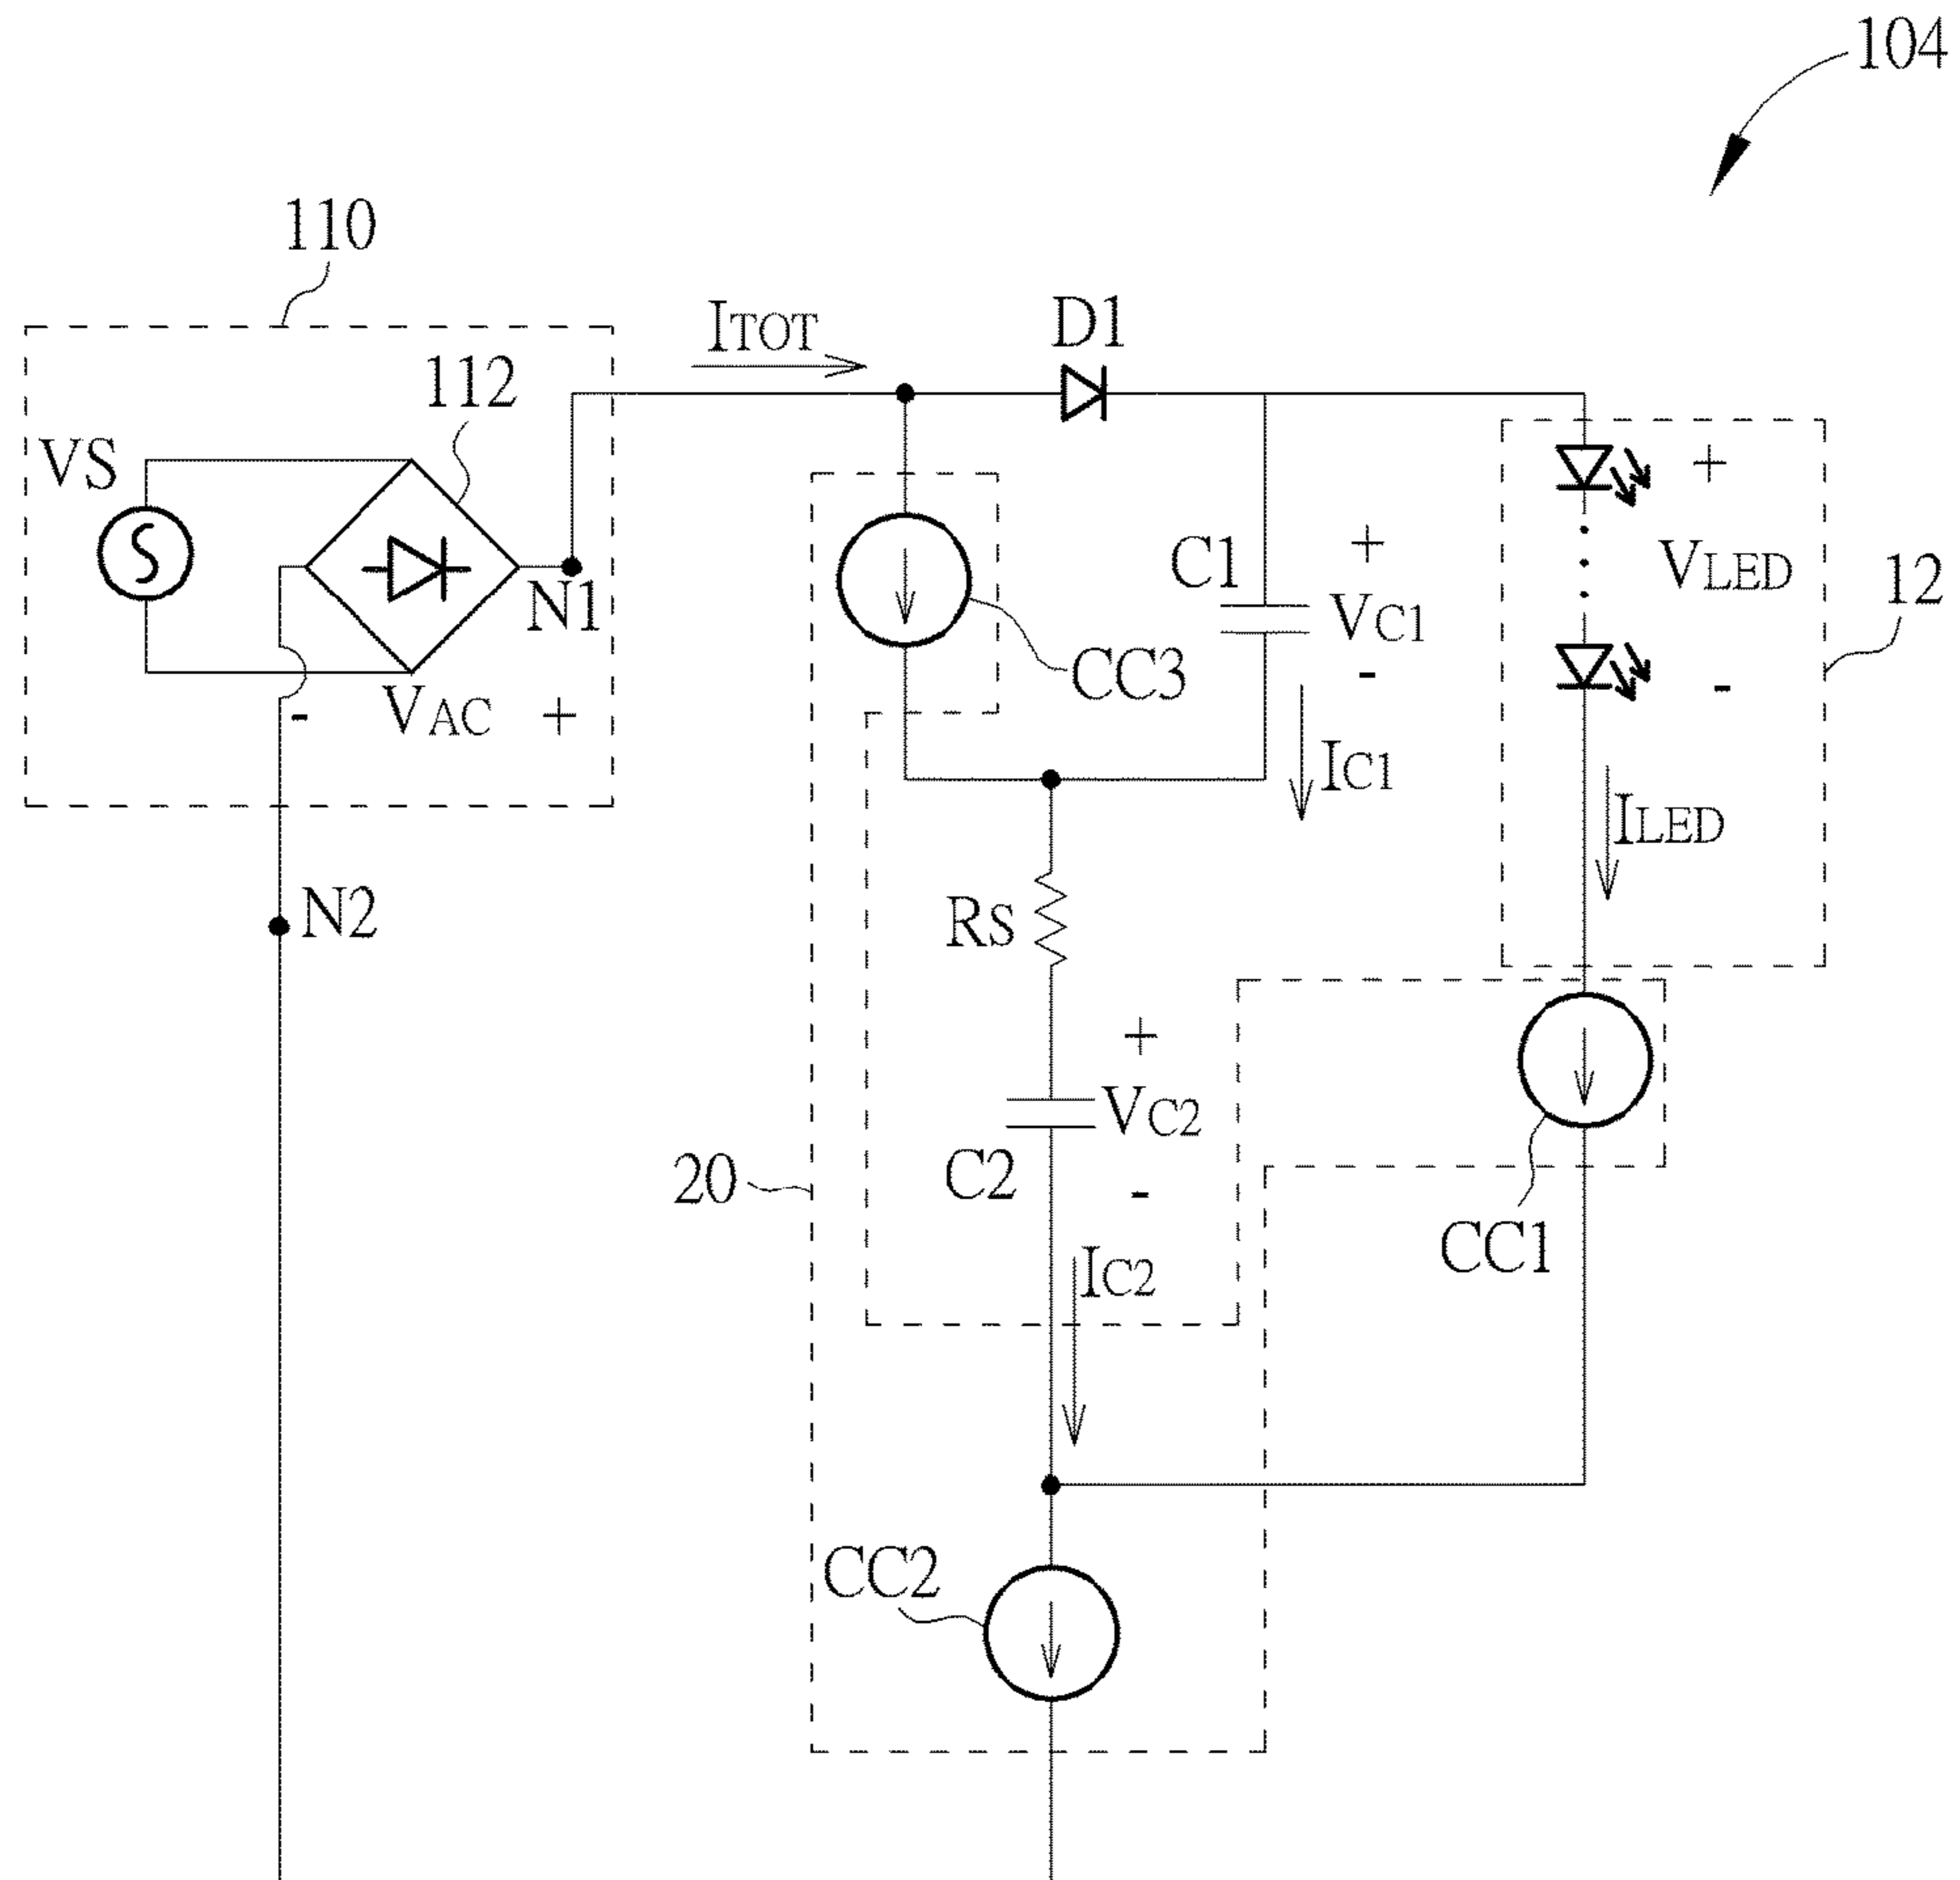 104
110
ITOT
D1
112
VS
+
C1
+
VLED
12
N1
VC1
CC3
-
-
-
VAC
+
IC1
ILED
N2
RS
+
VC2
20
C2
-
CC1
IC2
CC2